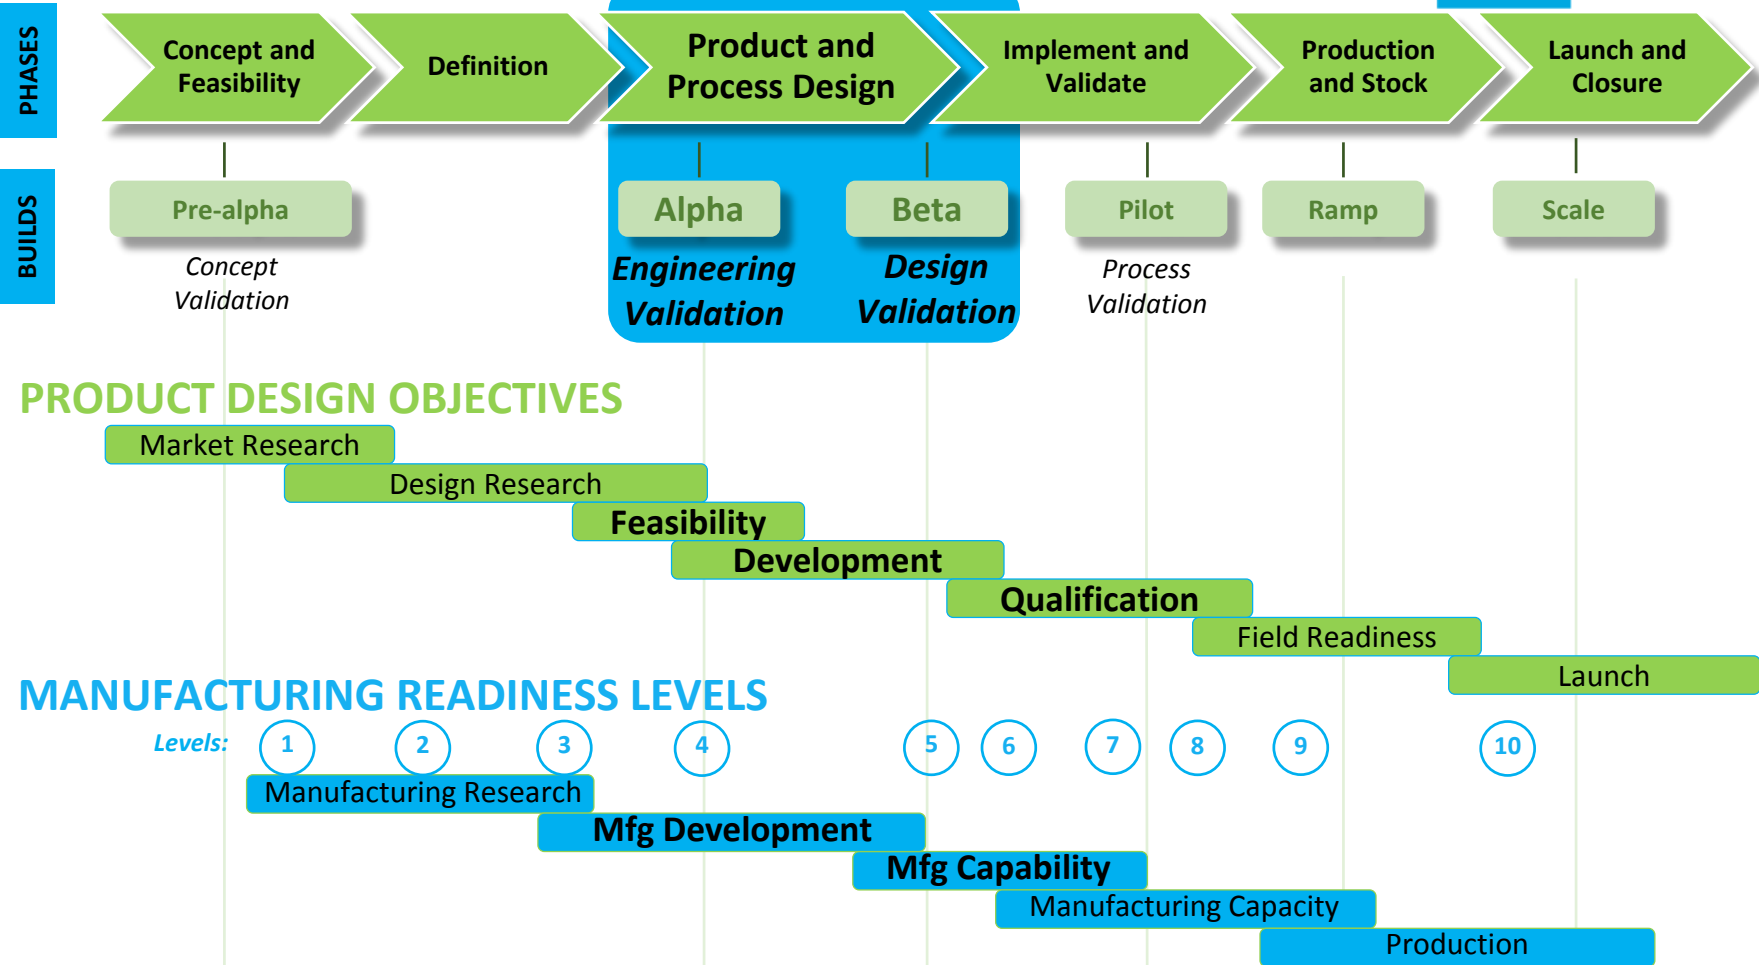 PHASES
Concept and
Feasibility
Definition
Product and
Process Design
Implement and
Validate
Production
and Stock
Launch and
Closure
BUILDS
Pre-alpha
Alpha
Beta
Pilot
Ramp
Scale
Concept
Validation
Engineering
Validation
Design
Validation
Process
Validation
PRODUCT DESIGN OBJECTIVES
Market Research
Design Research
Feasibility
Development
Qualification
Field Readiness
Launch
MANUFACTURING READINESS LEVELS
Levels: 1 2 3 4 5 6 7 8 9 10
Manufacturing Research
Mfg Development
Mfg Capability
Manufacturing Capacity
Production